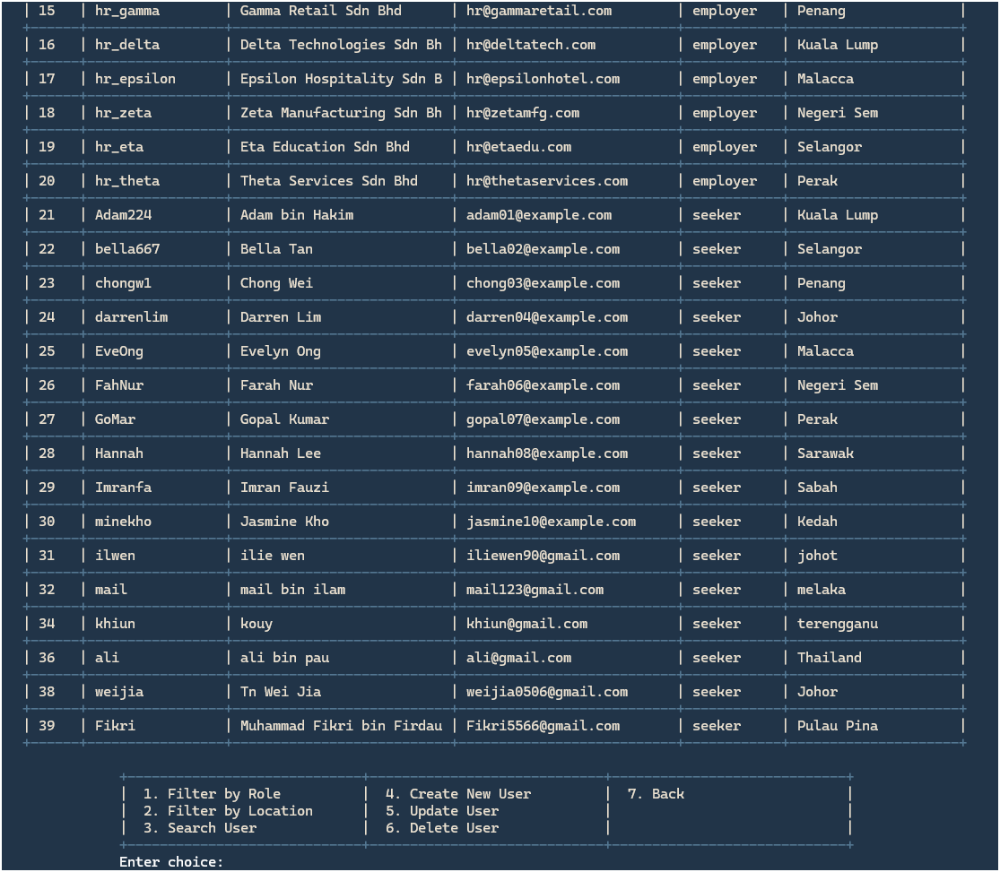 | 15 | hr_gamma | Gamma Retail Sdn Bhd | hr@gammaretail.com | employer | Penang |
| 16 | hr_delta | Delta Technologies Sdn Bh | hr@deltatech.com | employer | Kuala Lump |
| 17 | hr_epsilon | Epsilon Hospitality Sdn B | hr@epsilonhotel.com | employer | Malacca |
| 18 | hr_zeta | Zeta Manufacturing Sdn Bh | hr@zetamfg.com | employer | Negeri Sem |
| 19 | hr_eta | Eta Education Sdn Bhd | hr@etaedu.com | employer | Selangor |
| 20 | hr_theta | Theta Services Sdn Bhd | hr@thetaservices.com | employer | Perak |
| 21 | Adam224 | Adam bin Hakim | adam01@example.com | seeker | Kuala Lump |
| 22 | bella667 | Bella Tan | bella02@example.com | seeker | Selangor |
| 23 | chongw1 | Chong Wei | chong03@example.com | seeker | Penang |
| 24 | darrenlim | Darren Lim | darren04@example.com | seeker | Johor |
| 25 | EveOng | Evelyn Ong | evelyn05@example.com | seeker | Malacca |
| 26 | FahNur | Farah Nur | farah06@example.com | seeker | Negeri Sem |
| 27 | GoMar | Gopal Kumar | gopal07@example.com | seeker | Perak |
| 28 | Hannah | Hannah Lee | hannah08@example.com | seeker | Sarawak |
| 29 | Imranfa | Imran Fauzi | imran09@example.com | seeker | Sabah |
| 30 | minekho | Jasmine Kho | jasmine10@example.com | seeker | Kedah |
| 31 | ilwen | ilie wen | iliewen90@gmail.com | seeker | johot |
| 32 | mail | mail bin ilam | mail123@gmail.com | seeker | melaka |
| 34 | khiun | kouy | khiun@gmail.com | seeker | terengganu |
| 36 | ali | ali bin pau | ali@gmail.com | seeker | Thailand |
| 38 | weijia | Tn Wei Jia | weijia0506@gmail.com | seeker | Johor |
| 39 | Fikri | Muhammad Fikri bin Firdau | Fikri5566@gmail.com | seeker | Pulau Pina |
| 1. Filter by Role | 4. Create New User | 7. Back |
| 2. Filter by Location | 5. Update User | |
| 3. Search User | 6. Delete User | |
Enter choice: